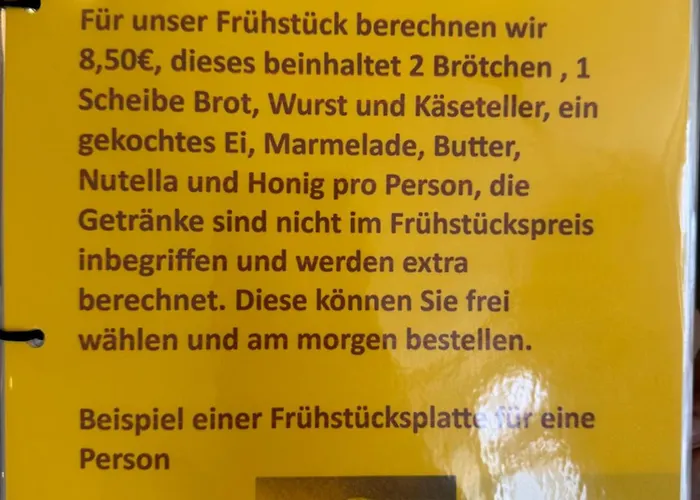 Für unser Frühstück berechnen wir
8,50€, dieses beinhaltet 2 Brötchen , 1
Scheibe Brot, Wurst und Käseteller, ein
gekochtes Ei, Marmelade, Butter,
Nutella und Honig pro Person, die
Getränke sind nicht im Frühstückspreis
inbegriffen und werden extra
berechnet. Diese können Sie frei
wählen und am morgen bestellen.
Beispiel einer Frühstücksplatte für eine
Person